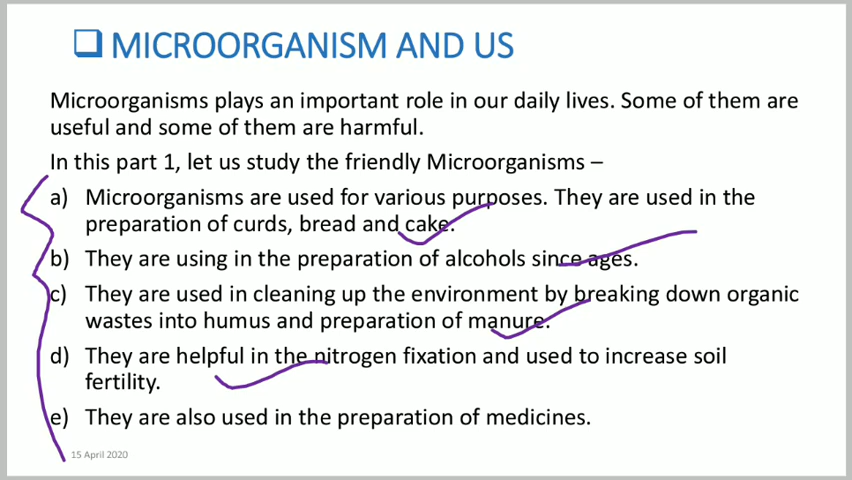 MICROORGANISM AND US
Microorganisms plays an important role in our daily lives. Some of them are
useful and some of them are harmful.
In this part 1, let us study the friendly Microorganisms –
a) Microorganisms are used for various purposes. They are used in the
preparation of curds, bread and cake.
b) They are using in the preparation of alcohols since ages.
c) They are used in cleaning up the environment by breaking down organic
wastes into humus and preparation of manure.
d) They are helpful in the nitrogen fixation and used to increase soil
fertility.
e) They are also used in the preparation of medicines.
15 April 2020